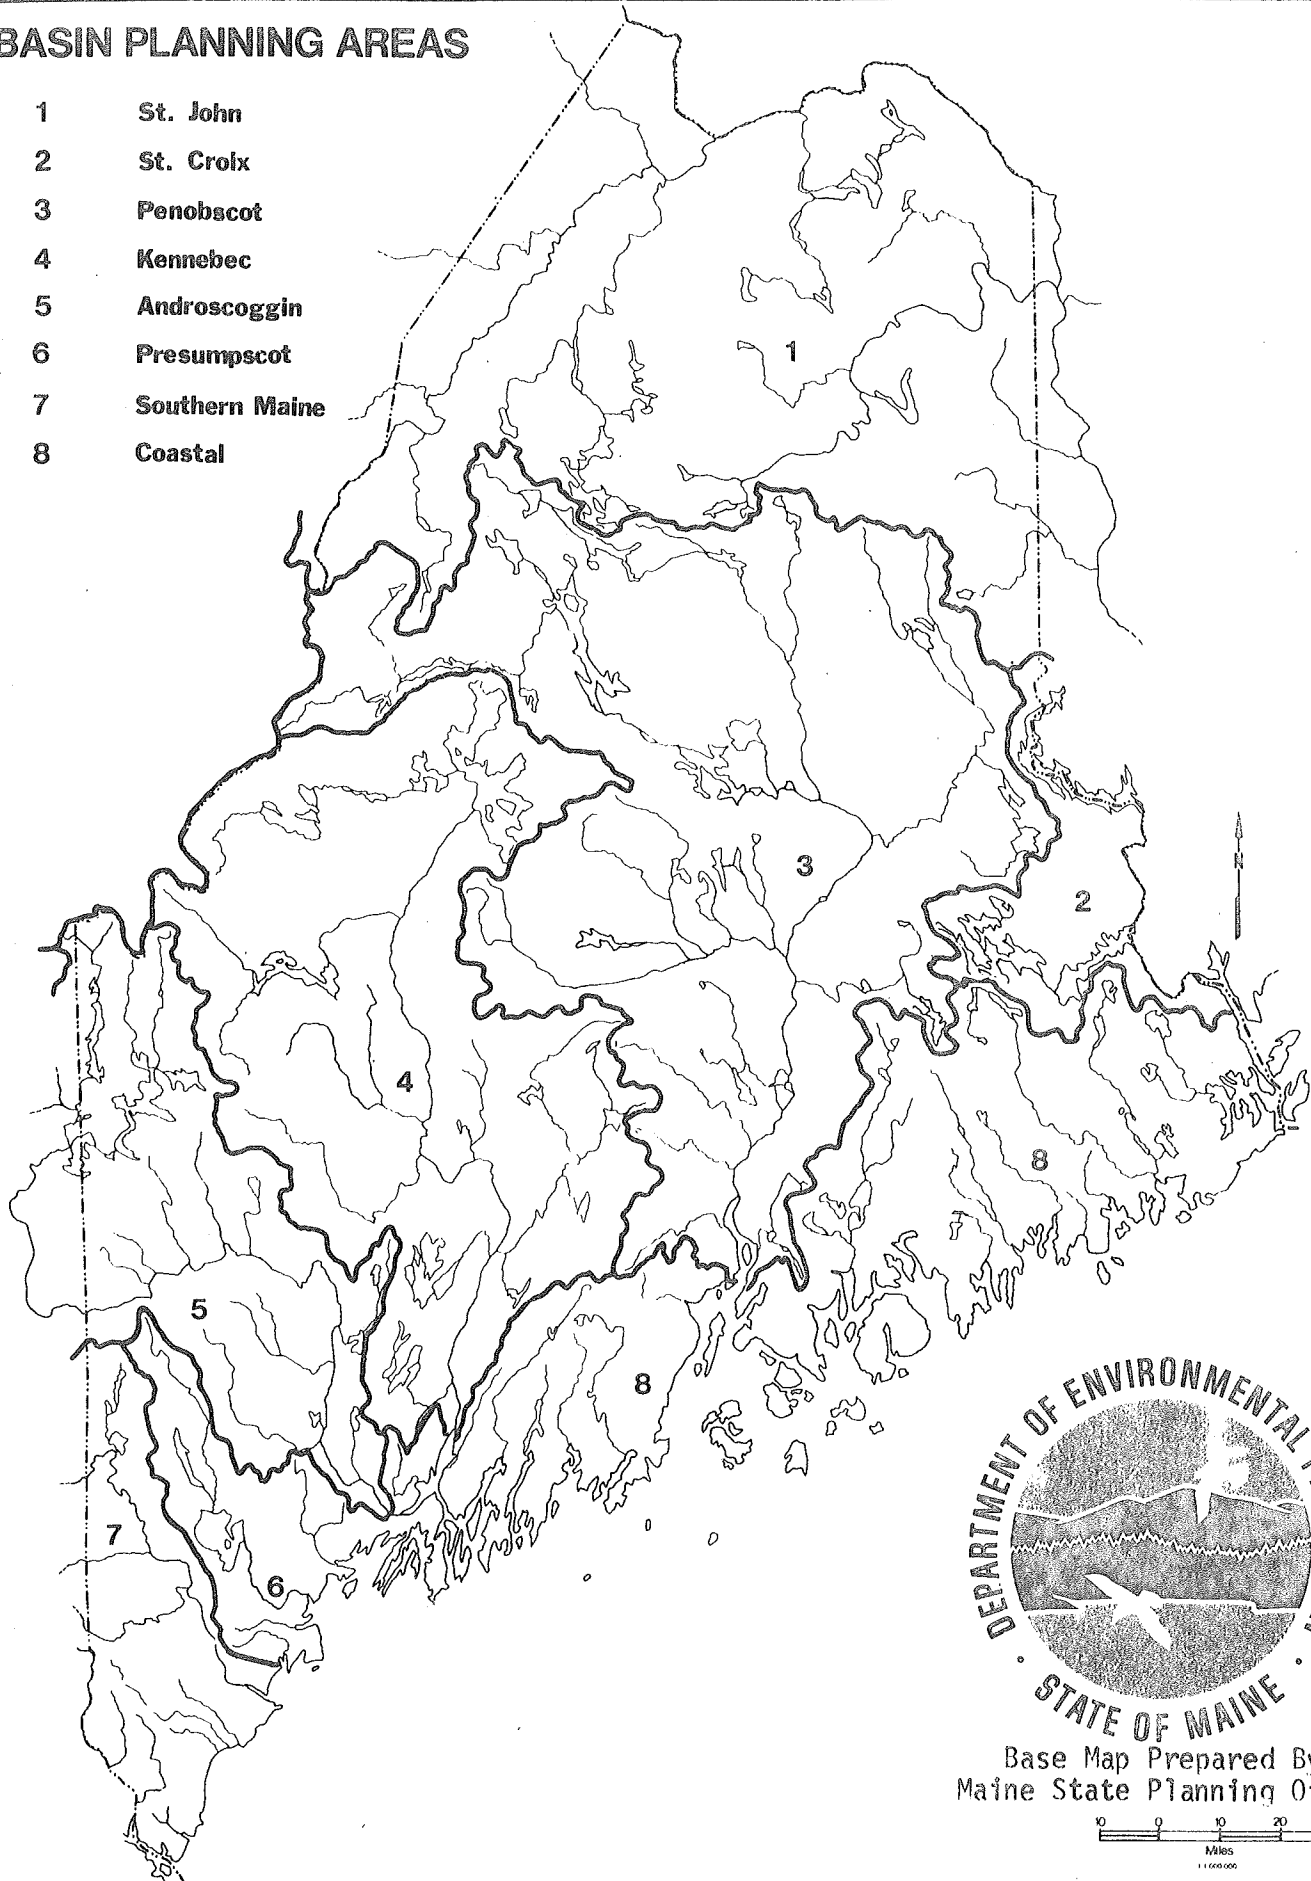 BASIN PLANNING AREAS
1 St. John
2 St. Croix
3 Penobscot
4 Kennebec
5 Androscoggin
6 Presumpscot
7 Southern Maine
8 Coastal
1
3
N
2
4
8
5
8
7
6
DEPARTMENT OF ENVIRONMENTAL
• STATE OF MAINE •
Base Map Prepared By
Maine State Planning
10 0 10 20
Miles